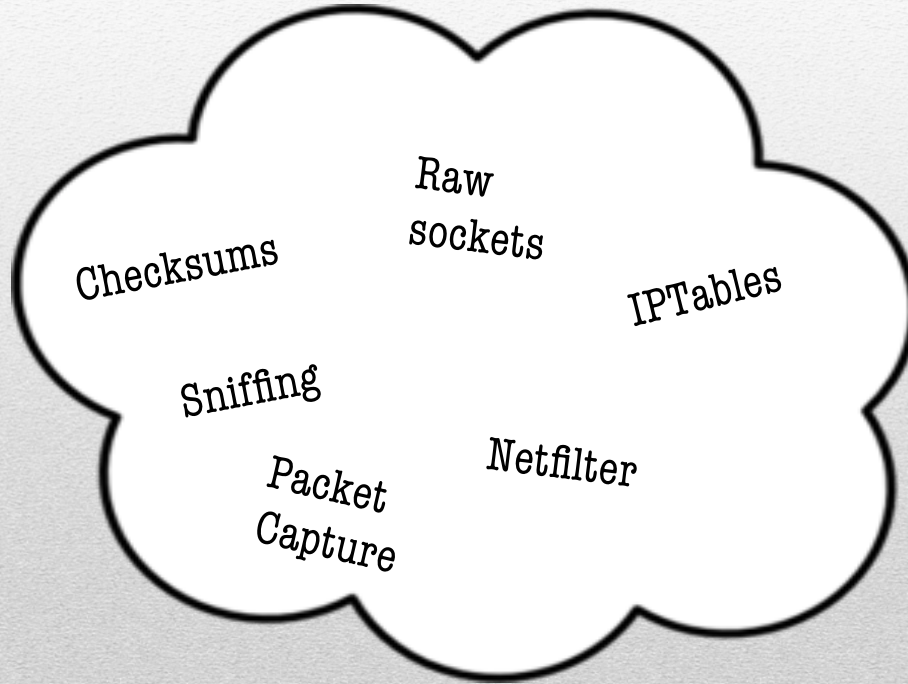 Raw
sockets
Checksums
IPTables
Sniffing
Netfilter
Packet
Capture